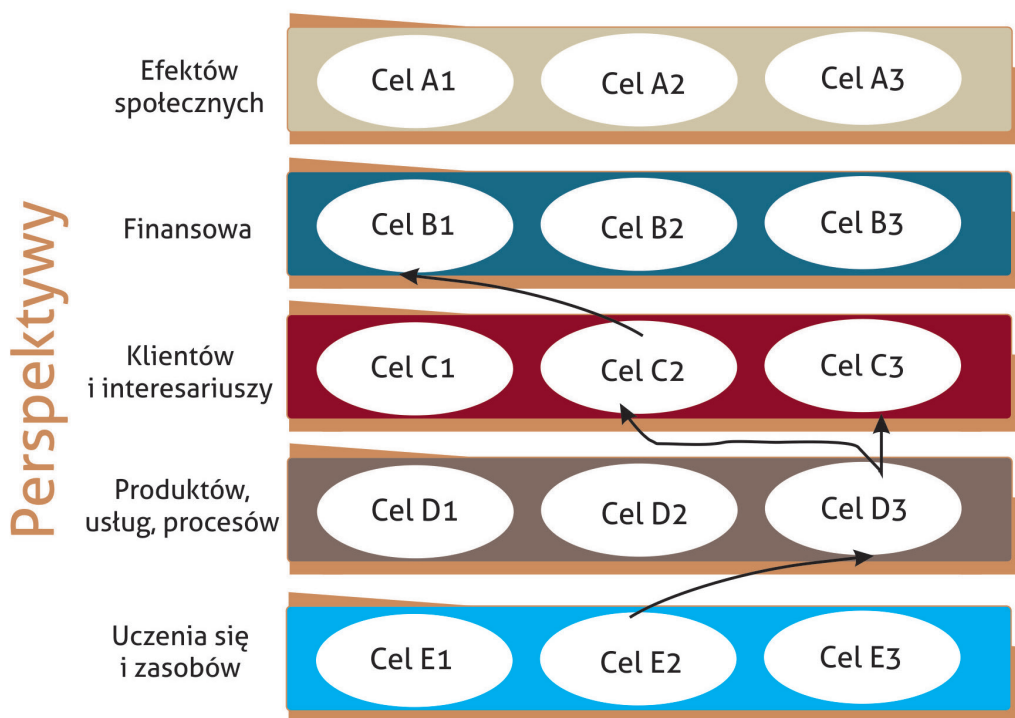 Perspektywy
Efektów
społecznych
Cel A1
Cel A2
Cel A3
Finansowa
Cel B1
Cel B2
Cel B3
Klientów
i interesariuszy
Cel C1
Cel C2
Cel C3
Produktów,
usług, procesów
Cel D1
Cel D2
Cel D3
Uczenia się
i zasobów
Cel E1
Cel E2
Cel E3